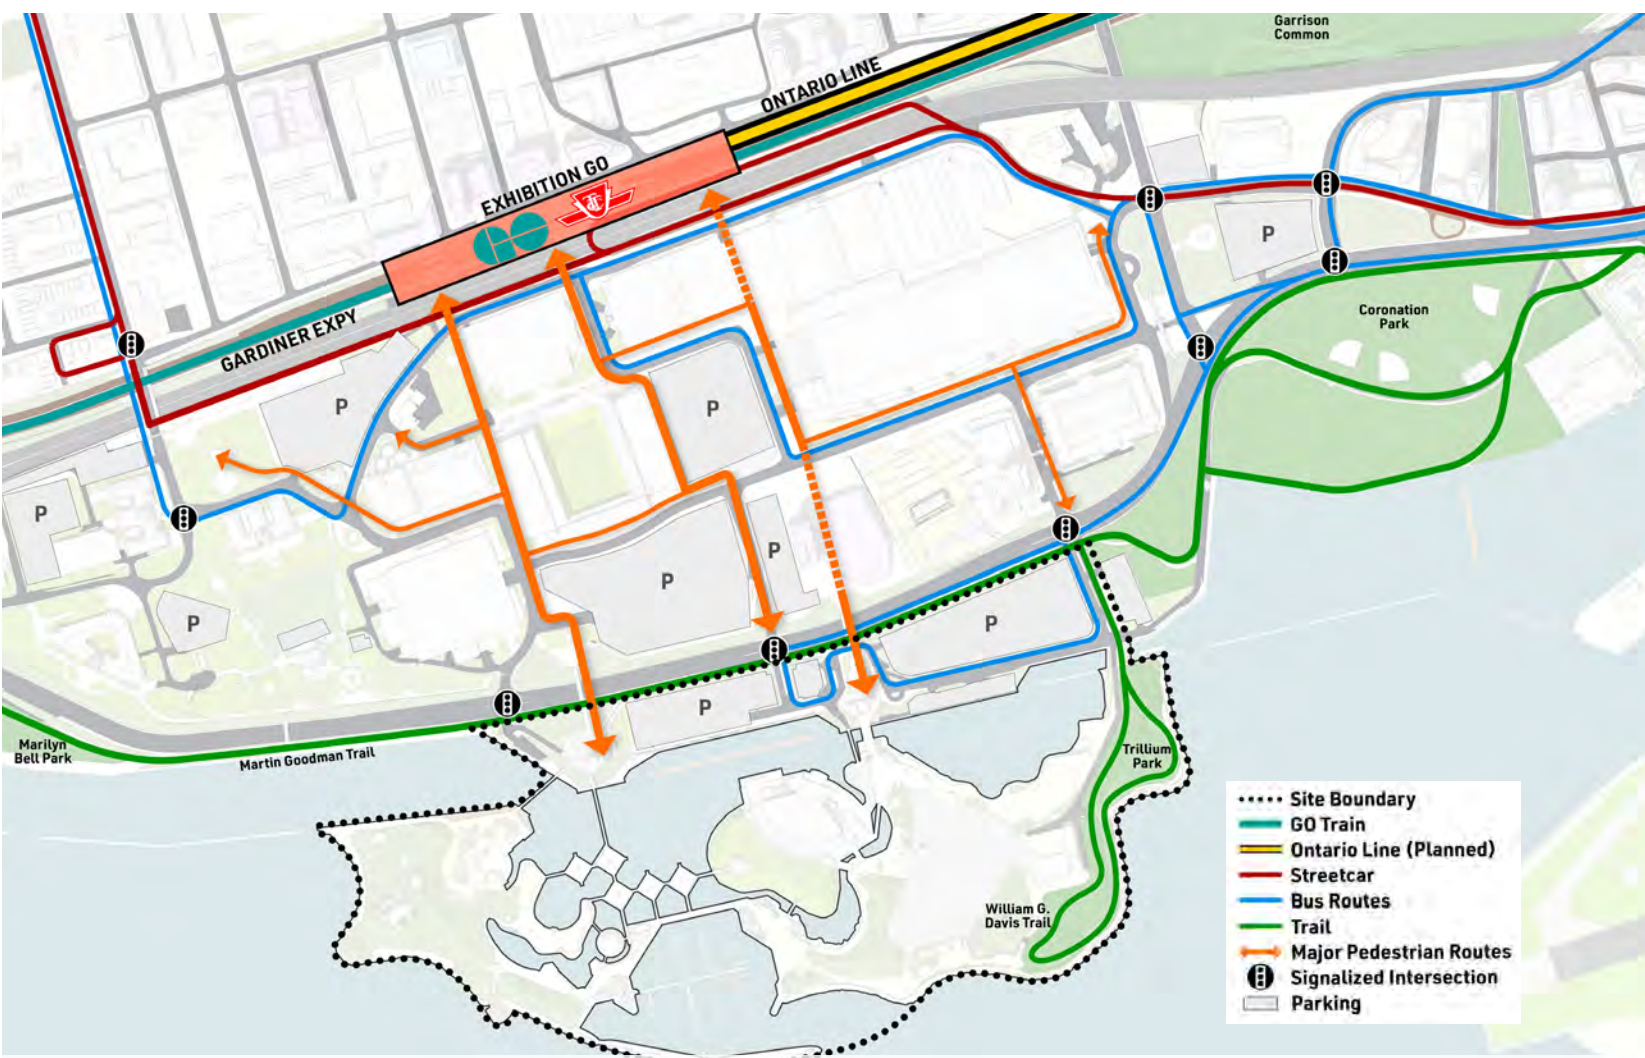 Garrison
Common
ONTARIO LINE
EXHIBITION GO
TTC
GARDINER EXPY
P
P
P
Coronation
Park
P
P
P
P
P
P
P
Marilyn
Bell Park
Martin Goodman Trail
Trillium
Park
William G.
Davis Trail
Site Boundary
GO Train
Ontario Line (Planned)
Streetcar
Bus Routes
Trail
Major Pedestrian Routes
Signalized Intersection
Parking